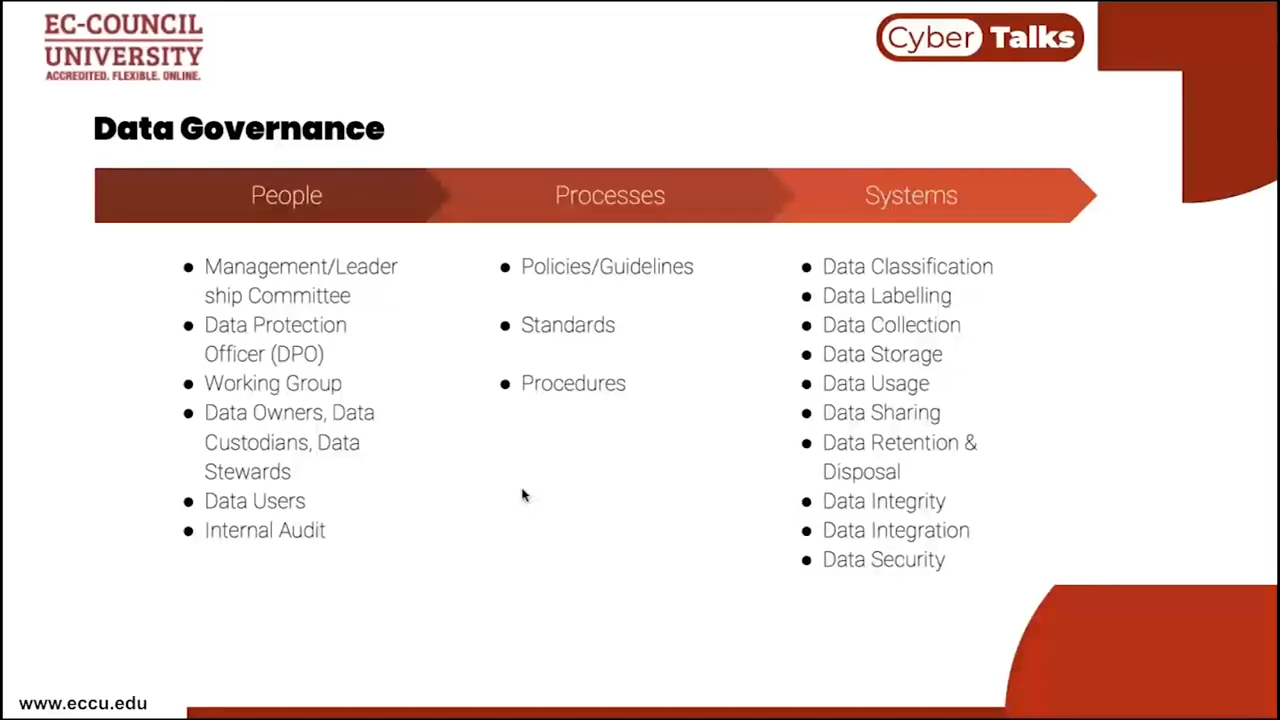 EC-COUNCIL
UNIVERSITY
ACCREDITED. FLEXIBLE. ONLINE.
Cyber Talks
Data Governance
People
Processes
Systems
Management/Leader
ship Committee
Data Protection
Officer (DPO)
Working Group
Data Owners, Data
Custodians, Data
Stewards
Data Users
Internal Audit
Policies/Guidelines
Standards
Procedures
Data Classification
Data Labelling
Data Collection
Data Storage
Data Usage
Data Sharing
Data Retention &
Disposal
Data Integrity
Data Integration
Data Security
www.eccu.edu